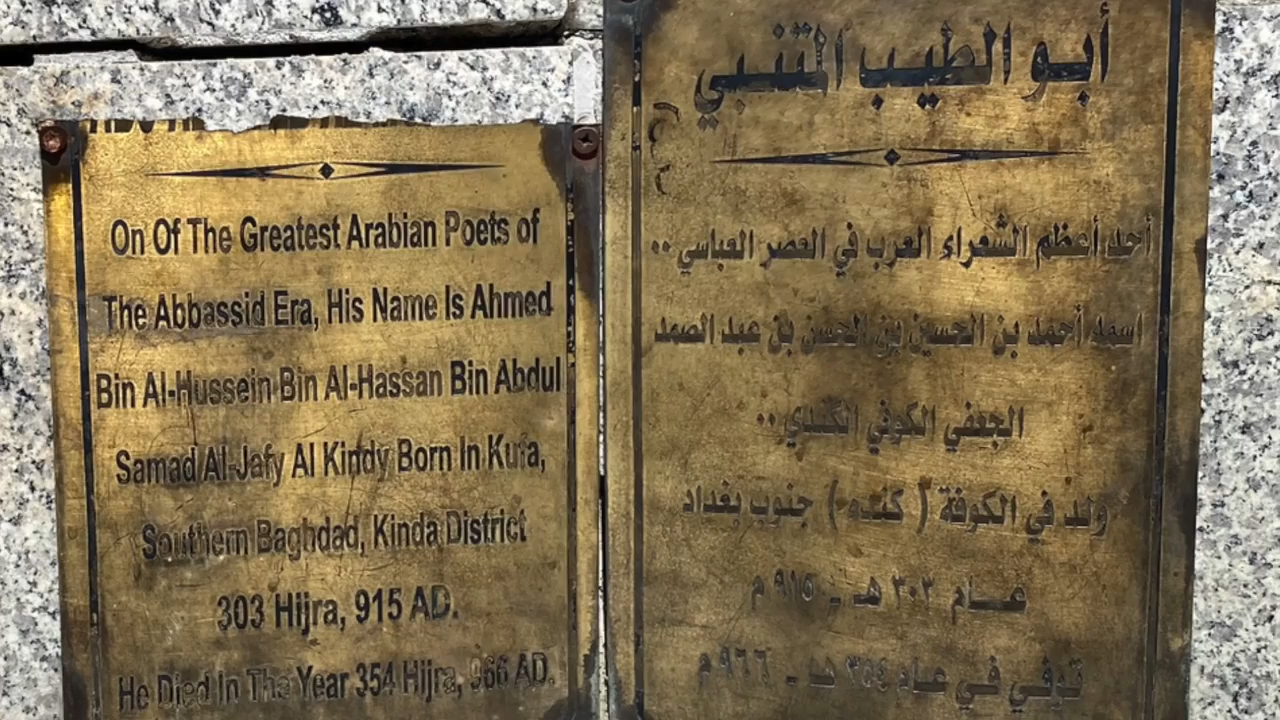 On Of The Greatest Arabian Poets of
The Abbassid Era, His Name Is Ahmed
Bin Al-Hussein Bin Al-Hassan Bin Abdul
Samad Al-Jafy Al Kindy Born In Kufa,
Southern Baghdad, Kinda District
303 Hijra, 915 AD.
He Died In The Year 354 Hijra, 966 AD.
أبو الطيب المتنبي
أحد أعظم الشعراء العرب في العصر العباسي..
اسمه أحمد بن الحسين بن الحسن بن عبد الصمد
الجعفي الكوفي الكندي..
ولد في الكوفة ( كنده ) جنوب بغداد
عام ٣٠٣ هـ - ٩١٥ م
توفي في عام ٣٥٤ هـ - ٩٦٦ م